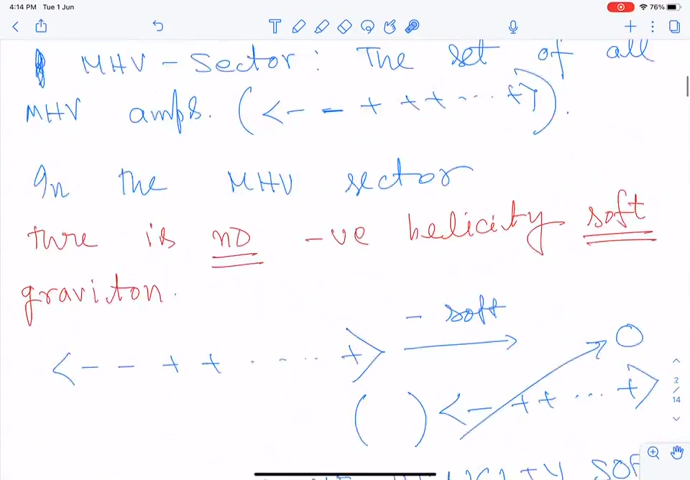 4:14 PM Tue 1 Jun
76%
MHV-Sector: The set of all
MHV amps. (<- - + + + ... +>).
In the MHV sector
there is no -ve helicity soft
graviton.
- soft
<- - + + ... +>
0
( ) <- + + ... +>
2
14